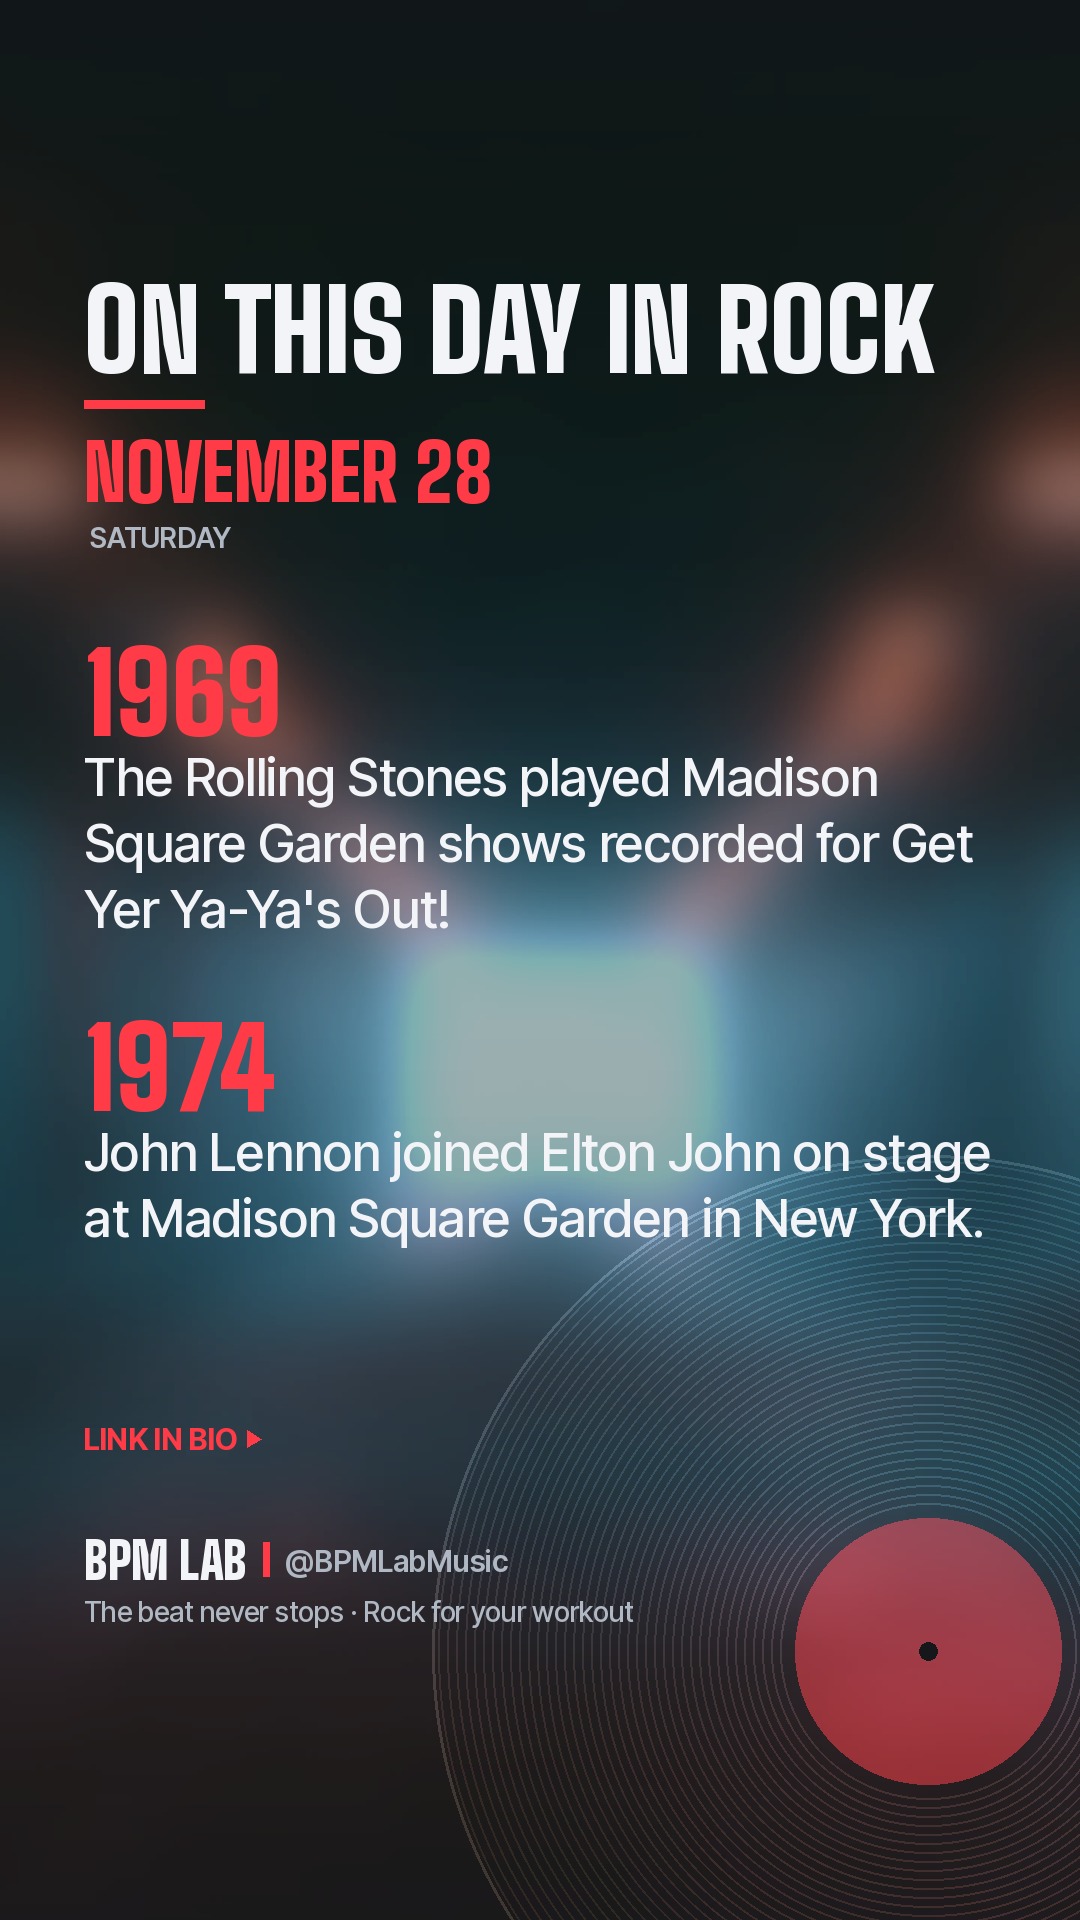 ON THIS DAY IN ROCK
NOVEMBER 28
SATURDAY
1969
The Rolling Stones played Madison
Square Garden shows recorded for Get
Yer Ya-Ya's Out!
1974
John Lennon joined Elton John on stage
at Madison Square Garden in New York.
LINK IN BIO ▶
BPM LAB | @BPMLabMusic
The beat never stops · Rock for your workout